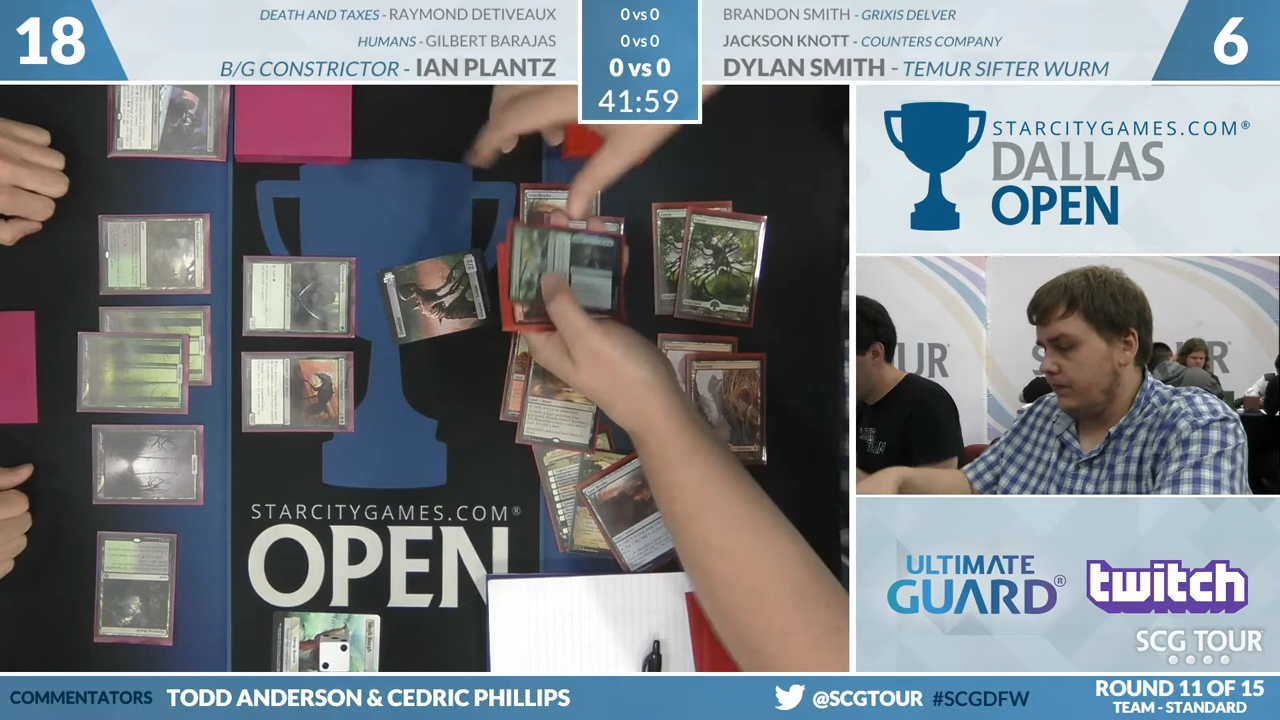 18
DEATH AND TAXES - RAYMOND DETIVEAUX
HUMANS - GILBERT BARAJAS
B/G CONSTRICTOR - IAN PLANTZ
0 vs 0
0 vs 0
0 vs 0
41:59
BRANDON SMITH - GRIXIS DELVER
JACKSON KNOTT - COUNTERS COMPANY
DYLAN SMITH - TEMUR SIFTER WURM
6
STARCITYGAMES.COM®
DALLAS
OPEN
STARCITYGAMES.COM®
OPEN
ULTIMATE
GUARD®
twitch
SCG TOUR
COMMENTATORS TODD ANDERSON & CEDRIC PHILLIPS
@SCGTOUR #SCGDFW
ROUND 11 OF 15
TEAM - STANDARD